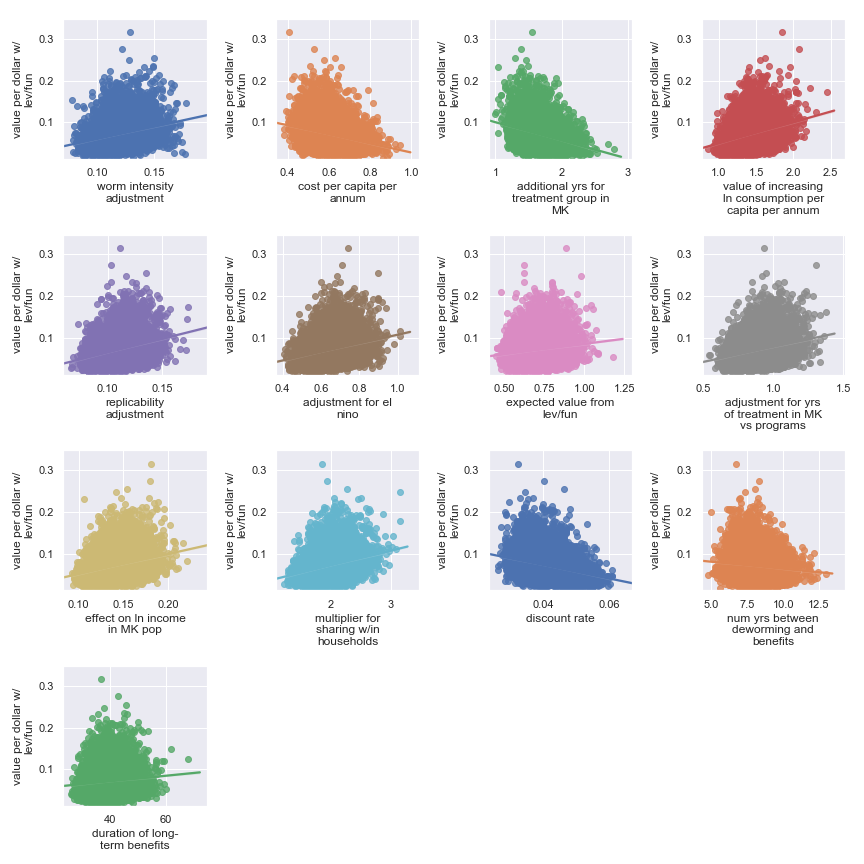 value per dollar w/
lev/fun
0.3
0.2
0.1
0.10
0.15
worm intensity
adjustment
value per dollar w/
lev/fun
0.3
0.2
0.1
0.4
0.6
0.8
1.0
cost per capita per
annum
value per dollar w/
lev/fun
0.3
0.2
0.1
1
2
3
additional yrs for
treatment group in
MK
value per dollar w/
lev/fun
0.3
0.2
0.1
1.0
1.5
2.0
2.5
value of increasing
ln consumption per
capita per annum
value per dollar w/
lev/fun
0.3
0.2
0.1
0.10
0.15
replicability
adjustment
value per dollar w/
lev/fun
0.3
0.2
0.1
0.4
0.6
0.8
1.0
adjustment for el
nino
value per dollar w/
lev/fun
0.3
0.2
0.1
0.50
0.75
1.00
1.25
expected value from
lev/fun
value per dollar w/
lev/fun
0.3
0.2
0.1
0.5
1.0
1.5
adjustment for yrs
of treatment in MK
vs programs
value per dollar w/
lev/fun
0.3
0.2
0.1
0.10
0.15
0.20
effect on ln income
in MK pop
value per dollar w/
lev/fun
0.3
0.2
0.1
2
3
multiplier for
sharing w/in
households
value per dollar w/
lev/fun
0.3
0.2
0.1
0.04
0.06
discount rate
value per dollar w/
lev/fun
0.3
0.2
0.1
5.0
7.5
10.0
12.5
num yrs between
deworming and
benefits
value per dollar w/
lev/fun
0.3
0.2
0.1
40
60
duration of long-
term benefits